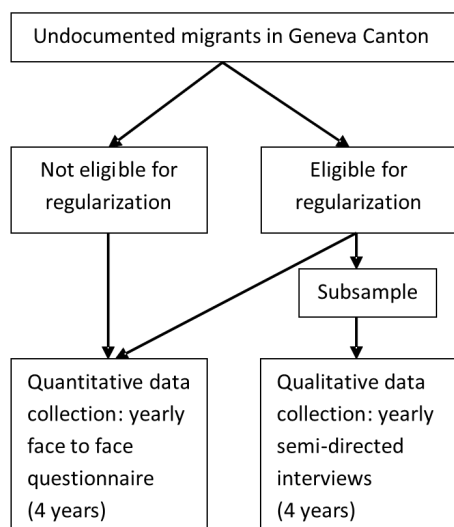 Undocumented migrants in Geneva Canton
Not eligible for
regularization
Eligible for
regularization
Subsample
Quantitative data
collection: yearly
face to face
questionnaire
(4 years)
Qualitative data
collection: yearly
semi-directed
interviews
(4 years)